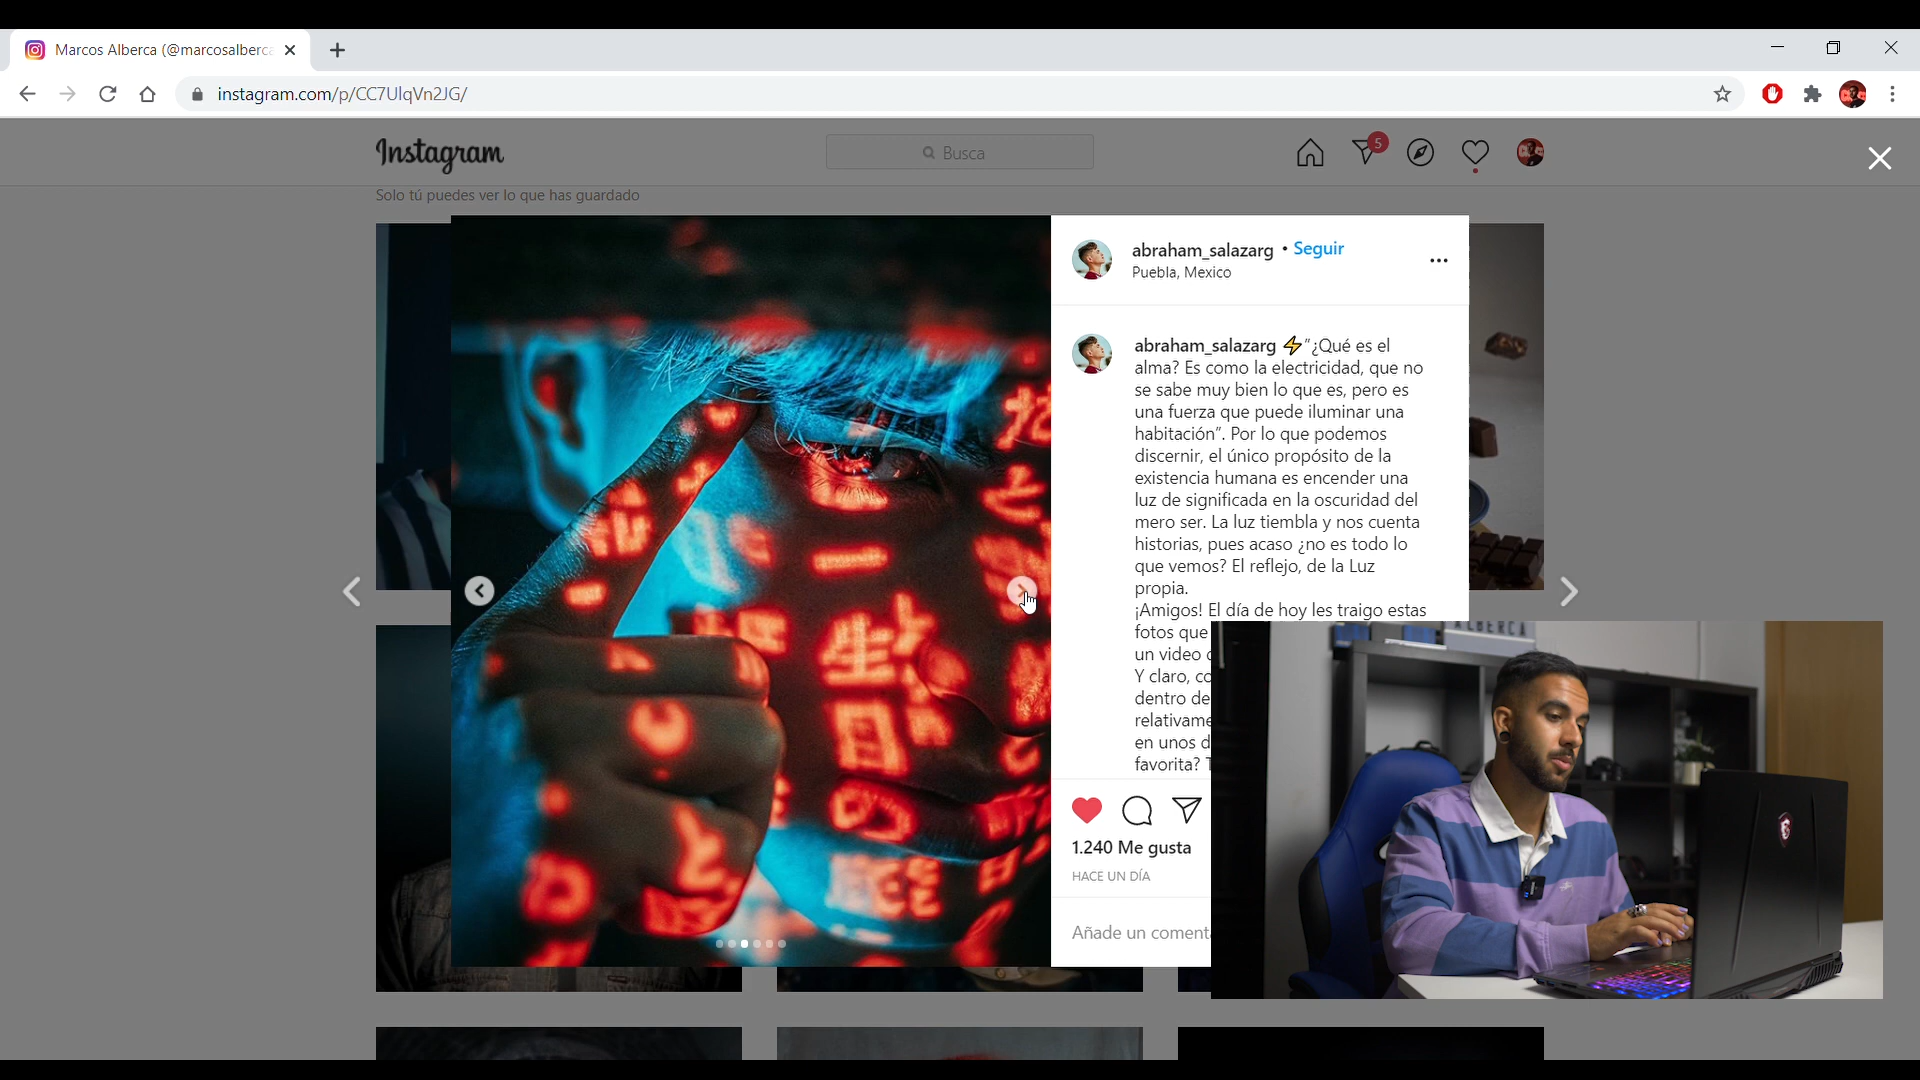 Marcos Alberca (@marcosalberca
instagram.com/p/CC7UlqVn2JG/
Instagram
Busca
5
Solo tú puedes ver lo que has guardado
abraham_salazarg • Seguir
Puebla, Mexico
abraham_salazarg ⚡"¿Qué es el
alma? Es como la electricidad, que no
se sabe muy bien lo que es, pero es
una fuerza que puede iluminar una
habitación". Por lo que podemos
discernir, el único propósito de la
existencia humana es encender una
luz de significada en la oscuridad del
mero ser. La luz tiembla y nos cuenta
historias, pues acaso ¿no es todo lo
que vemos? El reflejo, de la Luz
propia.
¡Amigos! El día de hoy les traigo estas
fotos que
un video
Y claro,
dentro de
en unos
favorita?
1.240 Me gusta
HACE UN DÍA
Añade un
ALBERCA
生